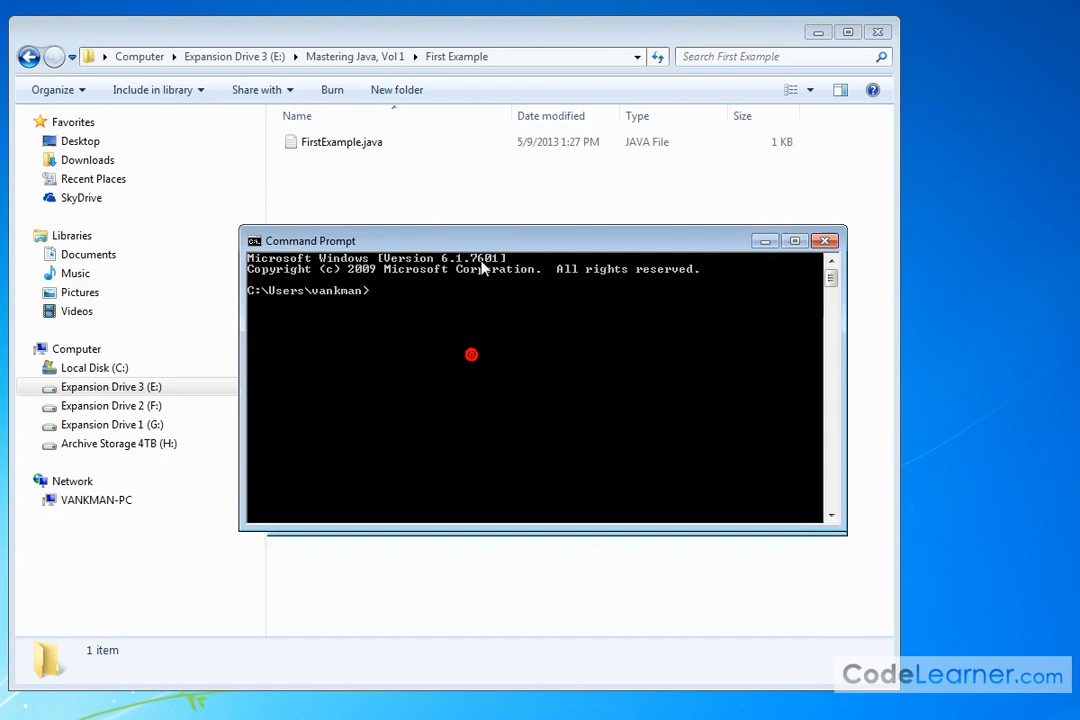 Computer
Expansion Drive 3 (E:)
Mastering Java, Vol 1
First Example
Search First Example
Organize
Include in library
Share with
Burn
New folder
Name
Date modified
Type
Size
FirstExample.java
5/9/2013 1:27 PM
JAVA File
1 KB
Favorites
Desktop
Downloads
Recent Places
SkyDrive
Libraries
Documents
Music
Pictures
Videos
Computer
Local Disk (C:)
Expansion Drive 3 (E:)
Expansion Drive 2 (F:)
Expansion Drive 1 (G:)
Archive Storage 4TB (H:)
Network
VANKMAN-PC
Command Prompt
Microsoft Windows [Version 6.1.7601]
Copyright (c) 2009 Microsoft Corporation. All rights reserved.
C:\Users\vankman>
1 item
CodeLearner.com